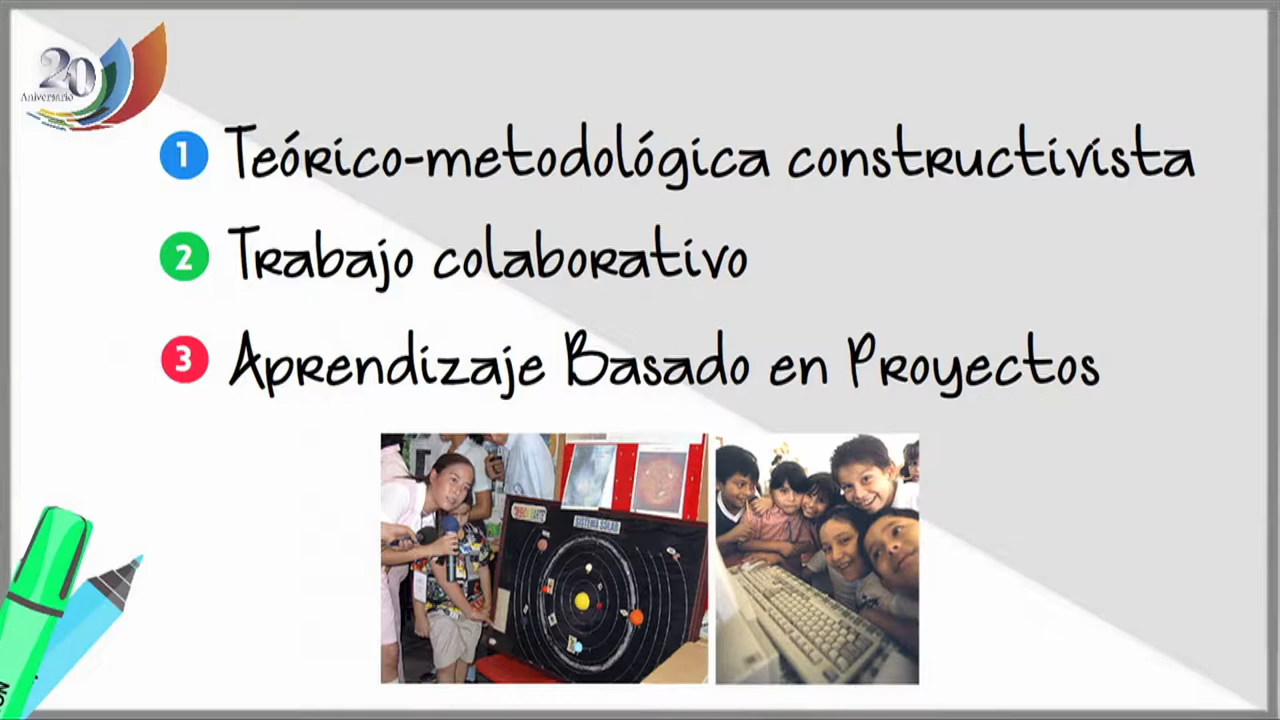 20
Aniversario
1 Teórico-metodológica constructivista
2 Trabajo colaborativo
3 Aprendizaje Basado en Proyectos
SISTEMA SOLAR